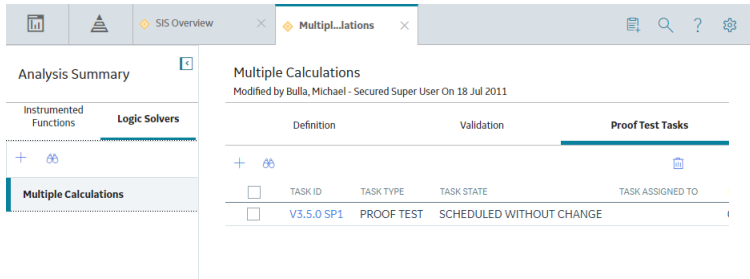 SIS Overview
Multipl...lations
Analysis Summary
Instrumented
Functions
Logic Solvers
Multiple Calculations
Multiple Calculations
Modified by Bulla, Michael - Secured Super User On 18 Jul 2011
Definition
Validation
Proof Test Tasks
TASK ID
TASK TYPE
TASK STATE
TASK ASSIGNED TO
V3.5.0 SP1
PROOF TEST
SCHEDULED WITHOUT CHANGE